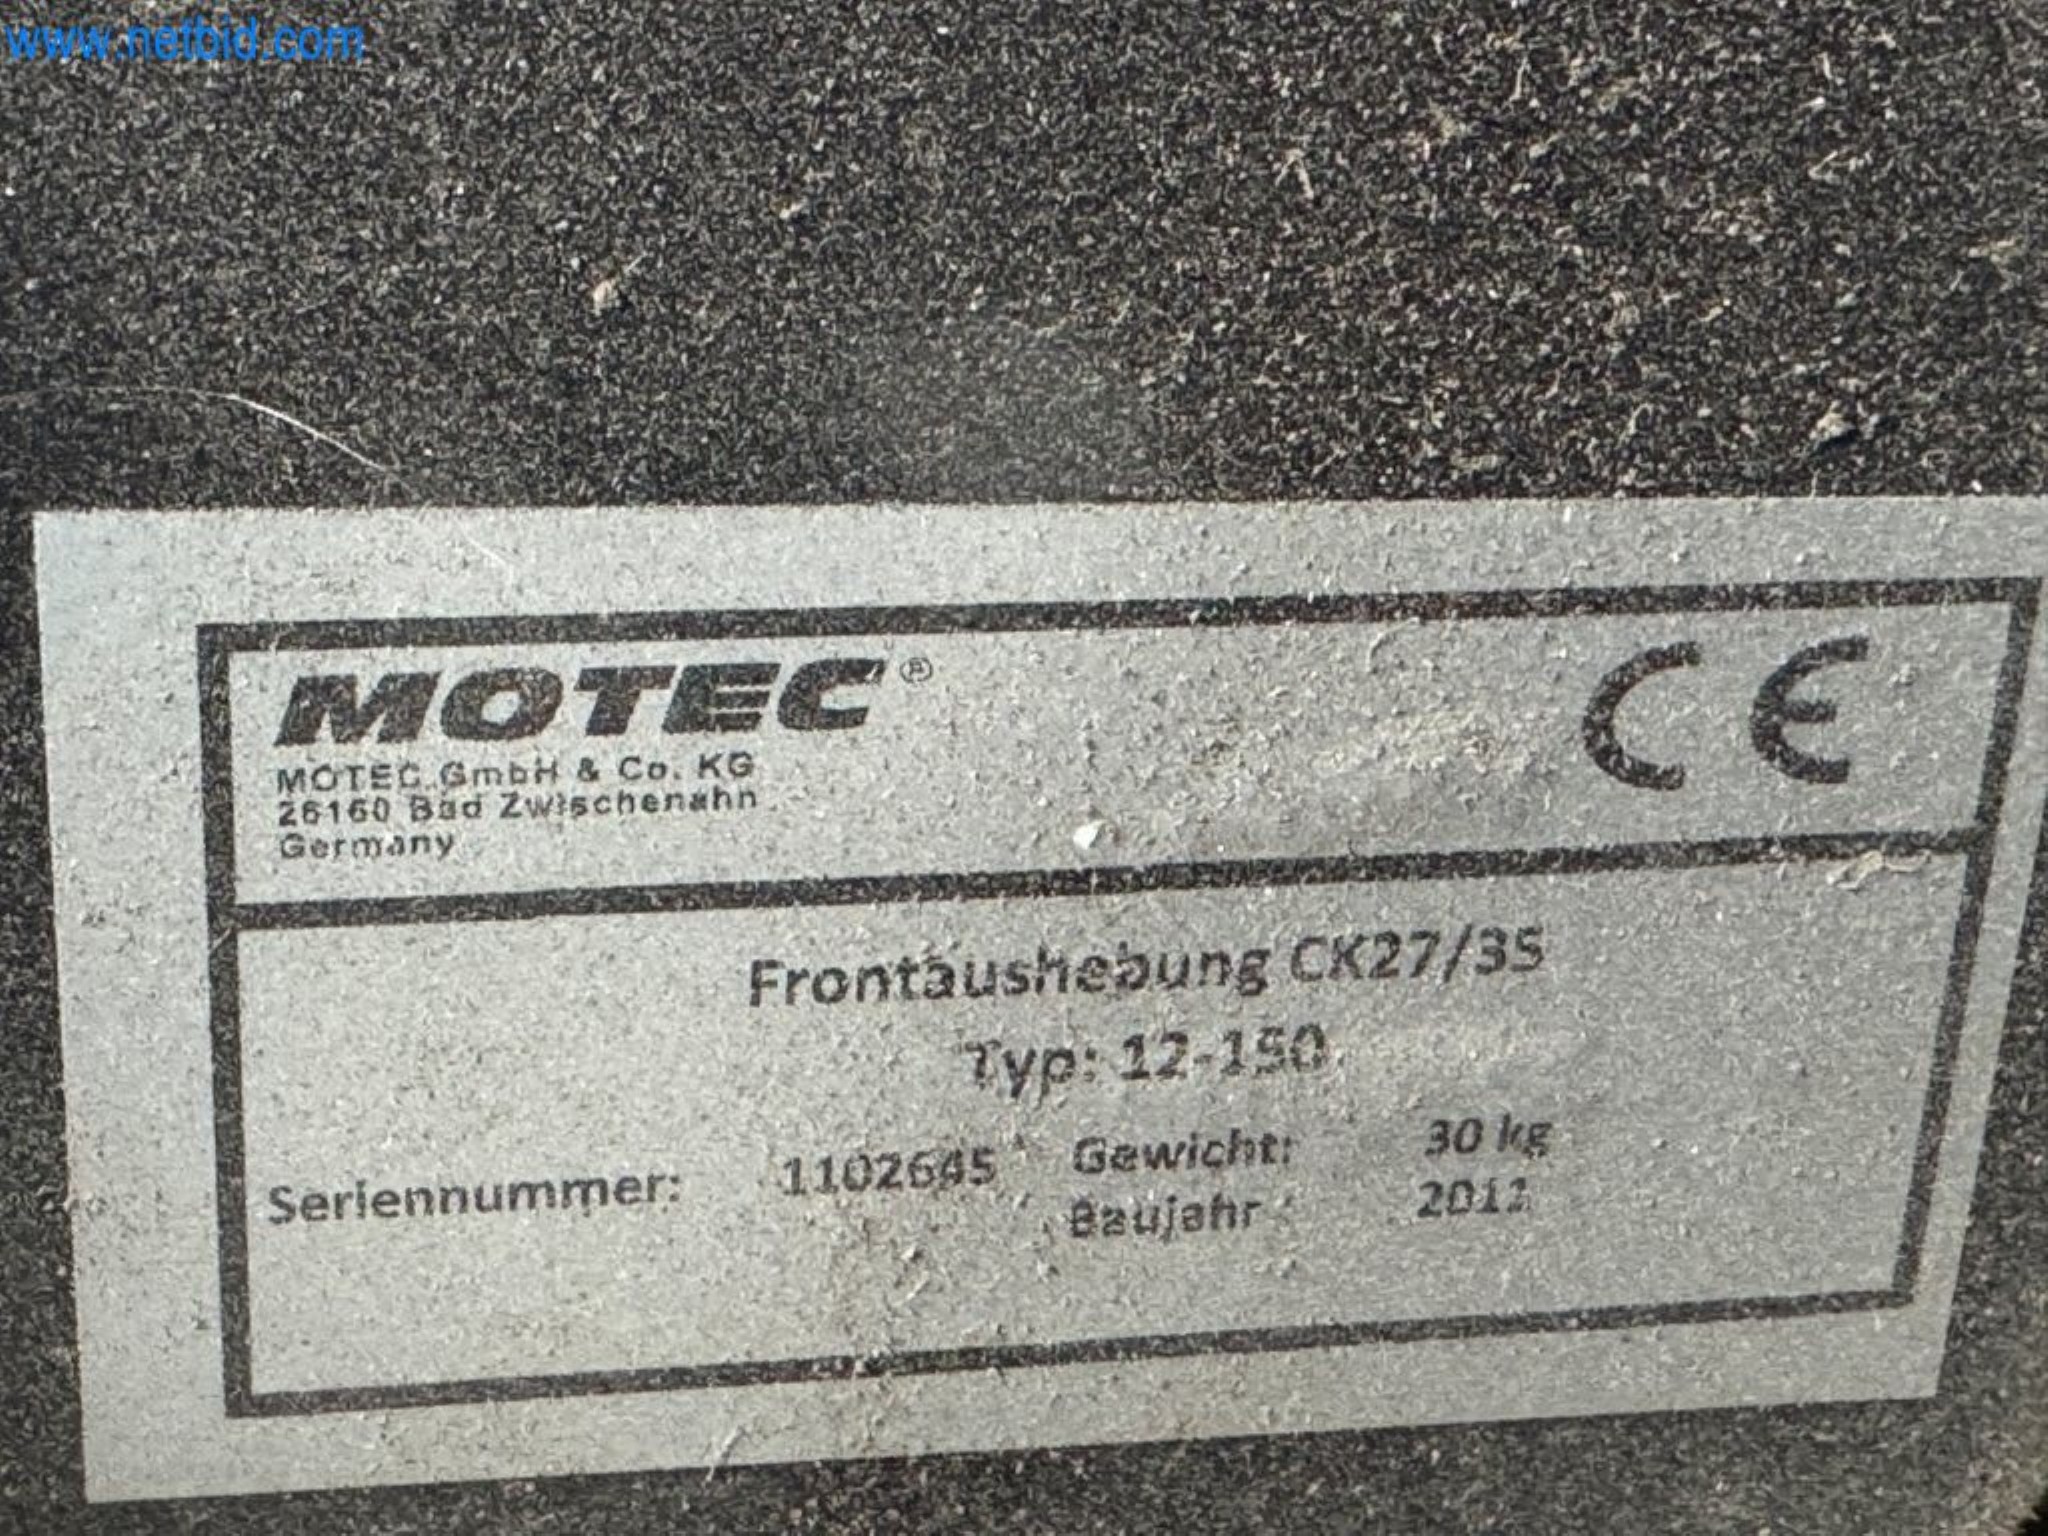 www.netbid.com
MOTEC®
CE
MOTEC GmbH & Co. KG
26160 Bad Zwischenahn
Germany
Frontaushebung CK27/35
Typ: 12-150
Seriennummer: 1102645 Gewicht: 30 kg
Baujahr 2011